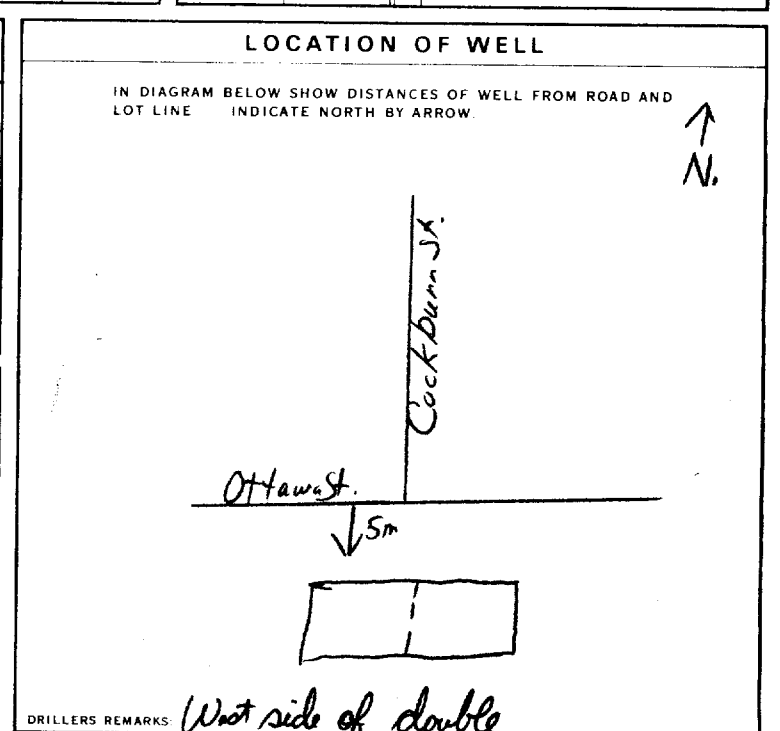 LOCATION OF WELL
IN DIAGRAM BELOW SHOW DISTANCES OF WELL FROM ROAD AND
LOT LINE INDICATE NORTH BY ARROW.
N.
Cockburn St.
Ottawa St.
5m
DRILLERS REMARKS: West side of double